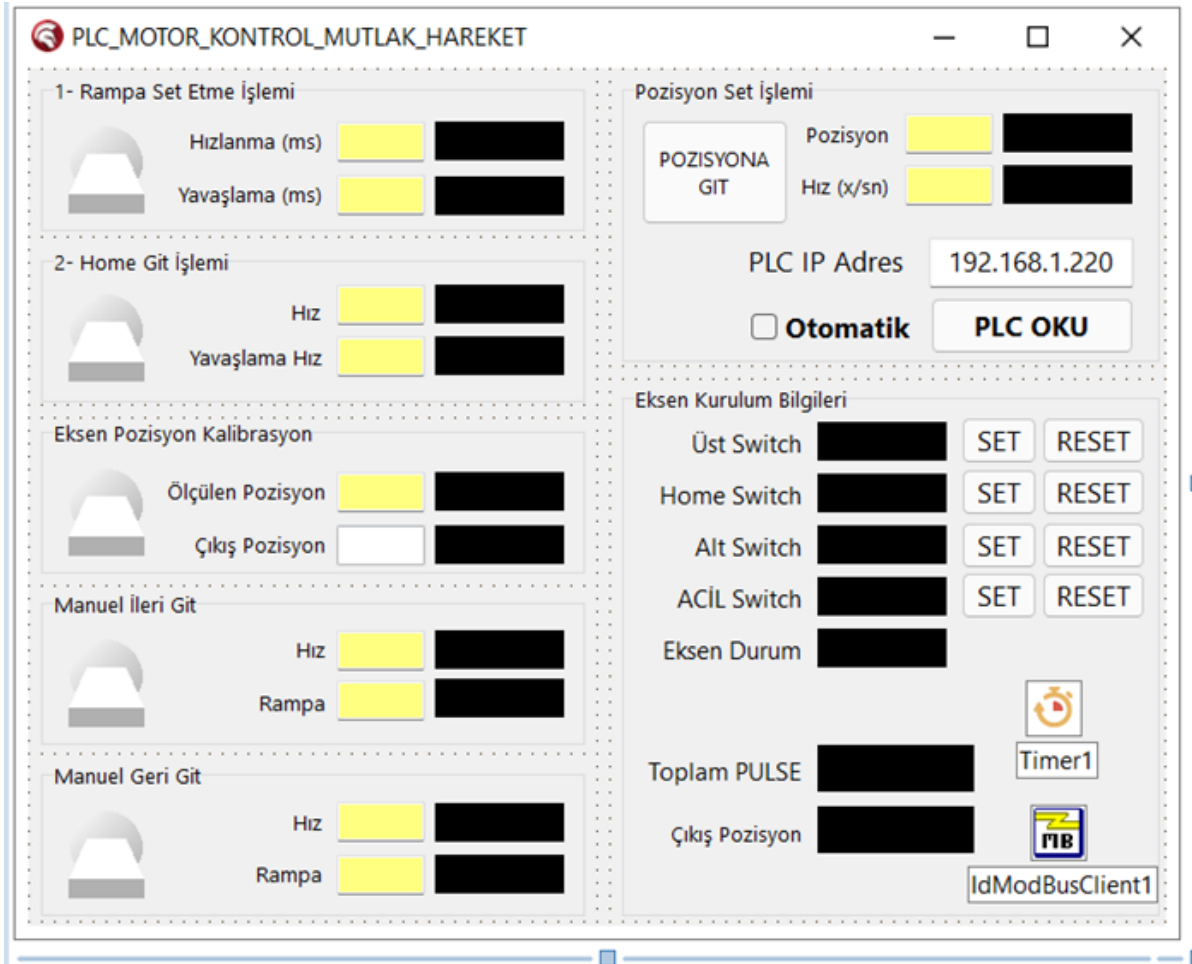 PLC_MOTOR_KONTROL_MUTLAK_HAREKET
1- Rampa Set Etme İşlemi
Hızlanma (ms)
Yavaşlama (ms)
2- Home Git İşlemi
Hız
Yavaşlama Hız
Eksen Pozisyon Kalibrasyon
Ölçülen Pozisyon
Çıkış Pozisyon
Manuel İleri Git
Hız
Rampa
Manuel Geri Git
Hız
Rampa
Pozisyon Set İşlemi
POZISYONA
GIT
Pozisyon
Hız (x/sn)
PLC IP Adres 192.168.1.220
Otomatik PLC OKU
Eksen Kurulum Bilgileri
Üst Switch SET RESET
Home Switch SET RESET
Alt Switch SET RESET
ACİL Switch SET RESET
Eksen Durum
Timer1
Toplam PULSE
Çıkış Pozisyon
MB
IdModBusClient1